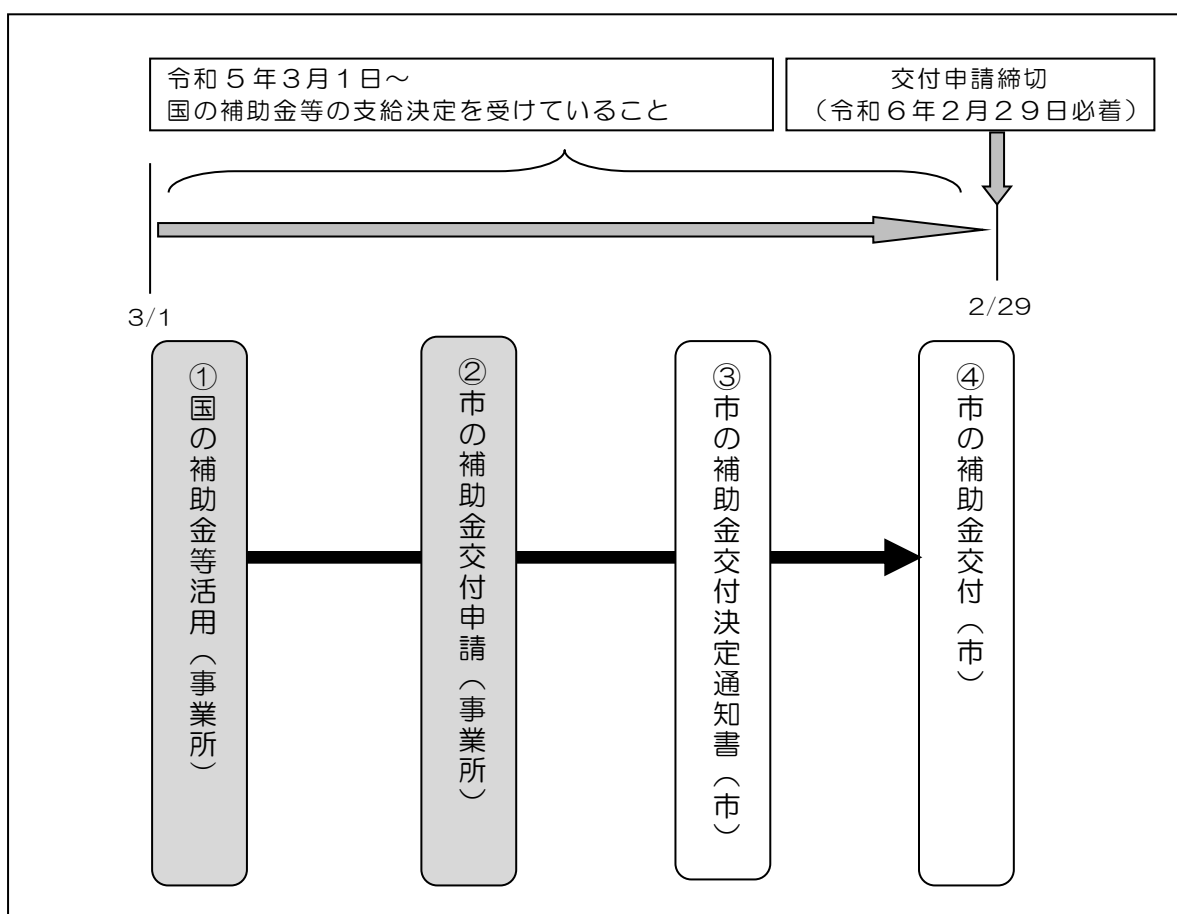 令和５年３月１日～
国の補助金等の支給決定を受けていること
交付申請締切
（令和６年２月２９日必着）
3/1
2/29
①国の補助金等活用（事業所）
②市の補助金交付申請（事業所）
③市の補助金交付決定通知書（市）
④市の補助金交付（市）